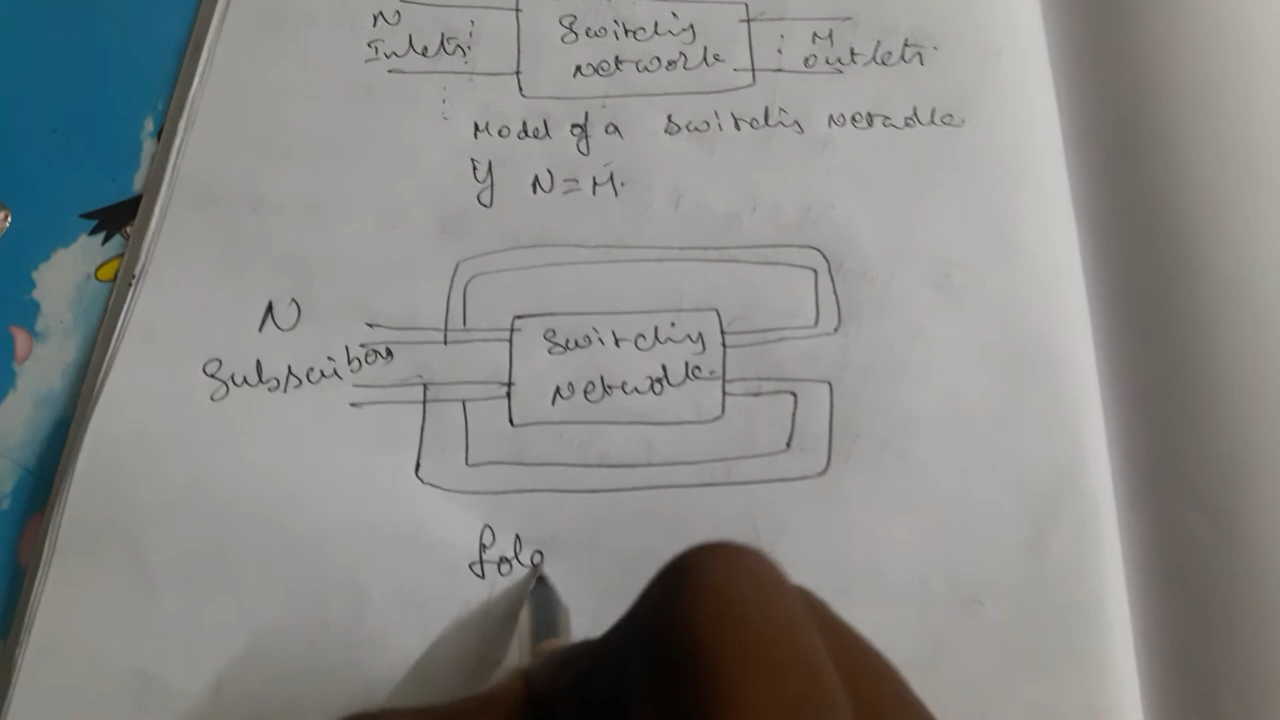 N
Inlets
Switching
network
M
outlets
Model of a switching network
If N=M.
N
Subscribers
Switching
Network.
Fold